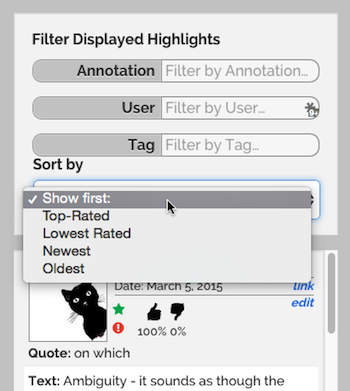 Filter Displayed Highlights
Annotation Filter by Annotation...
User Filter by User...
Tag Filter by Tag...
Sort by
✓ Show first:
Top-Rated
Lowest Rated
Newest
Oldest
Date: March 5, 2015 link
edit
100% 0%
Quote: on which
Text: Ambiguity - it sounds as though the